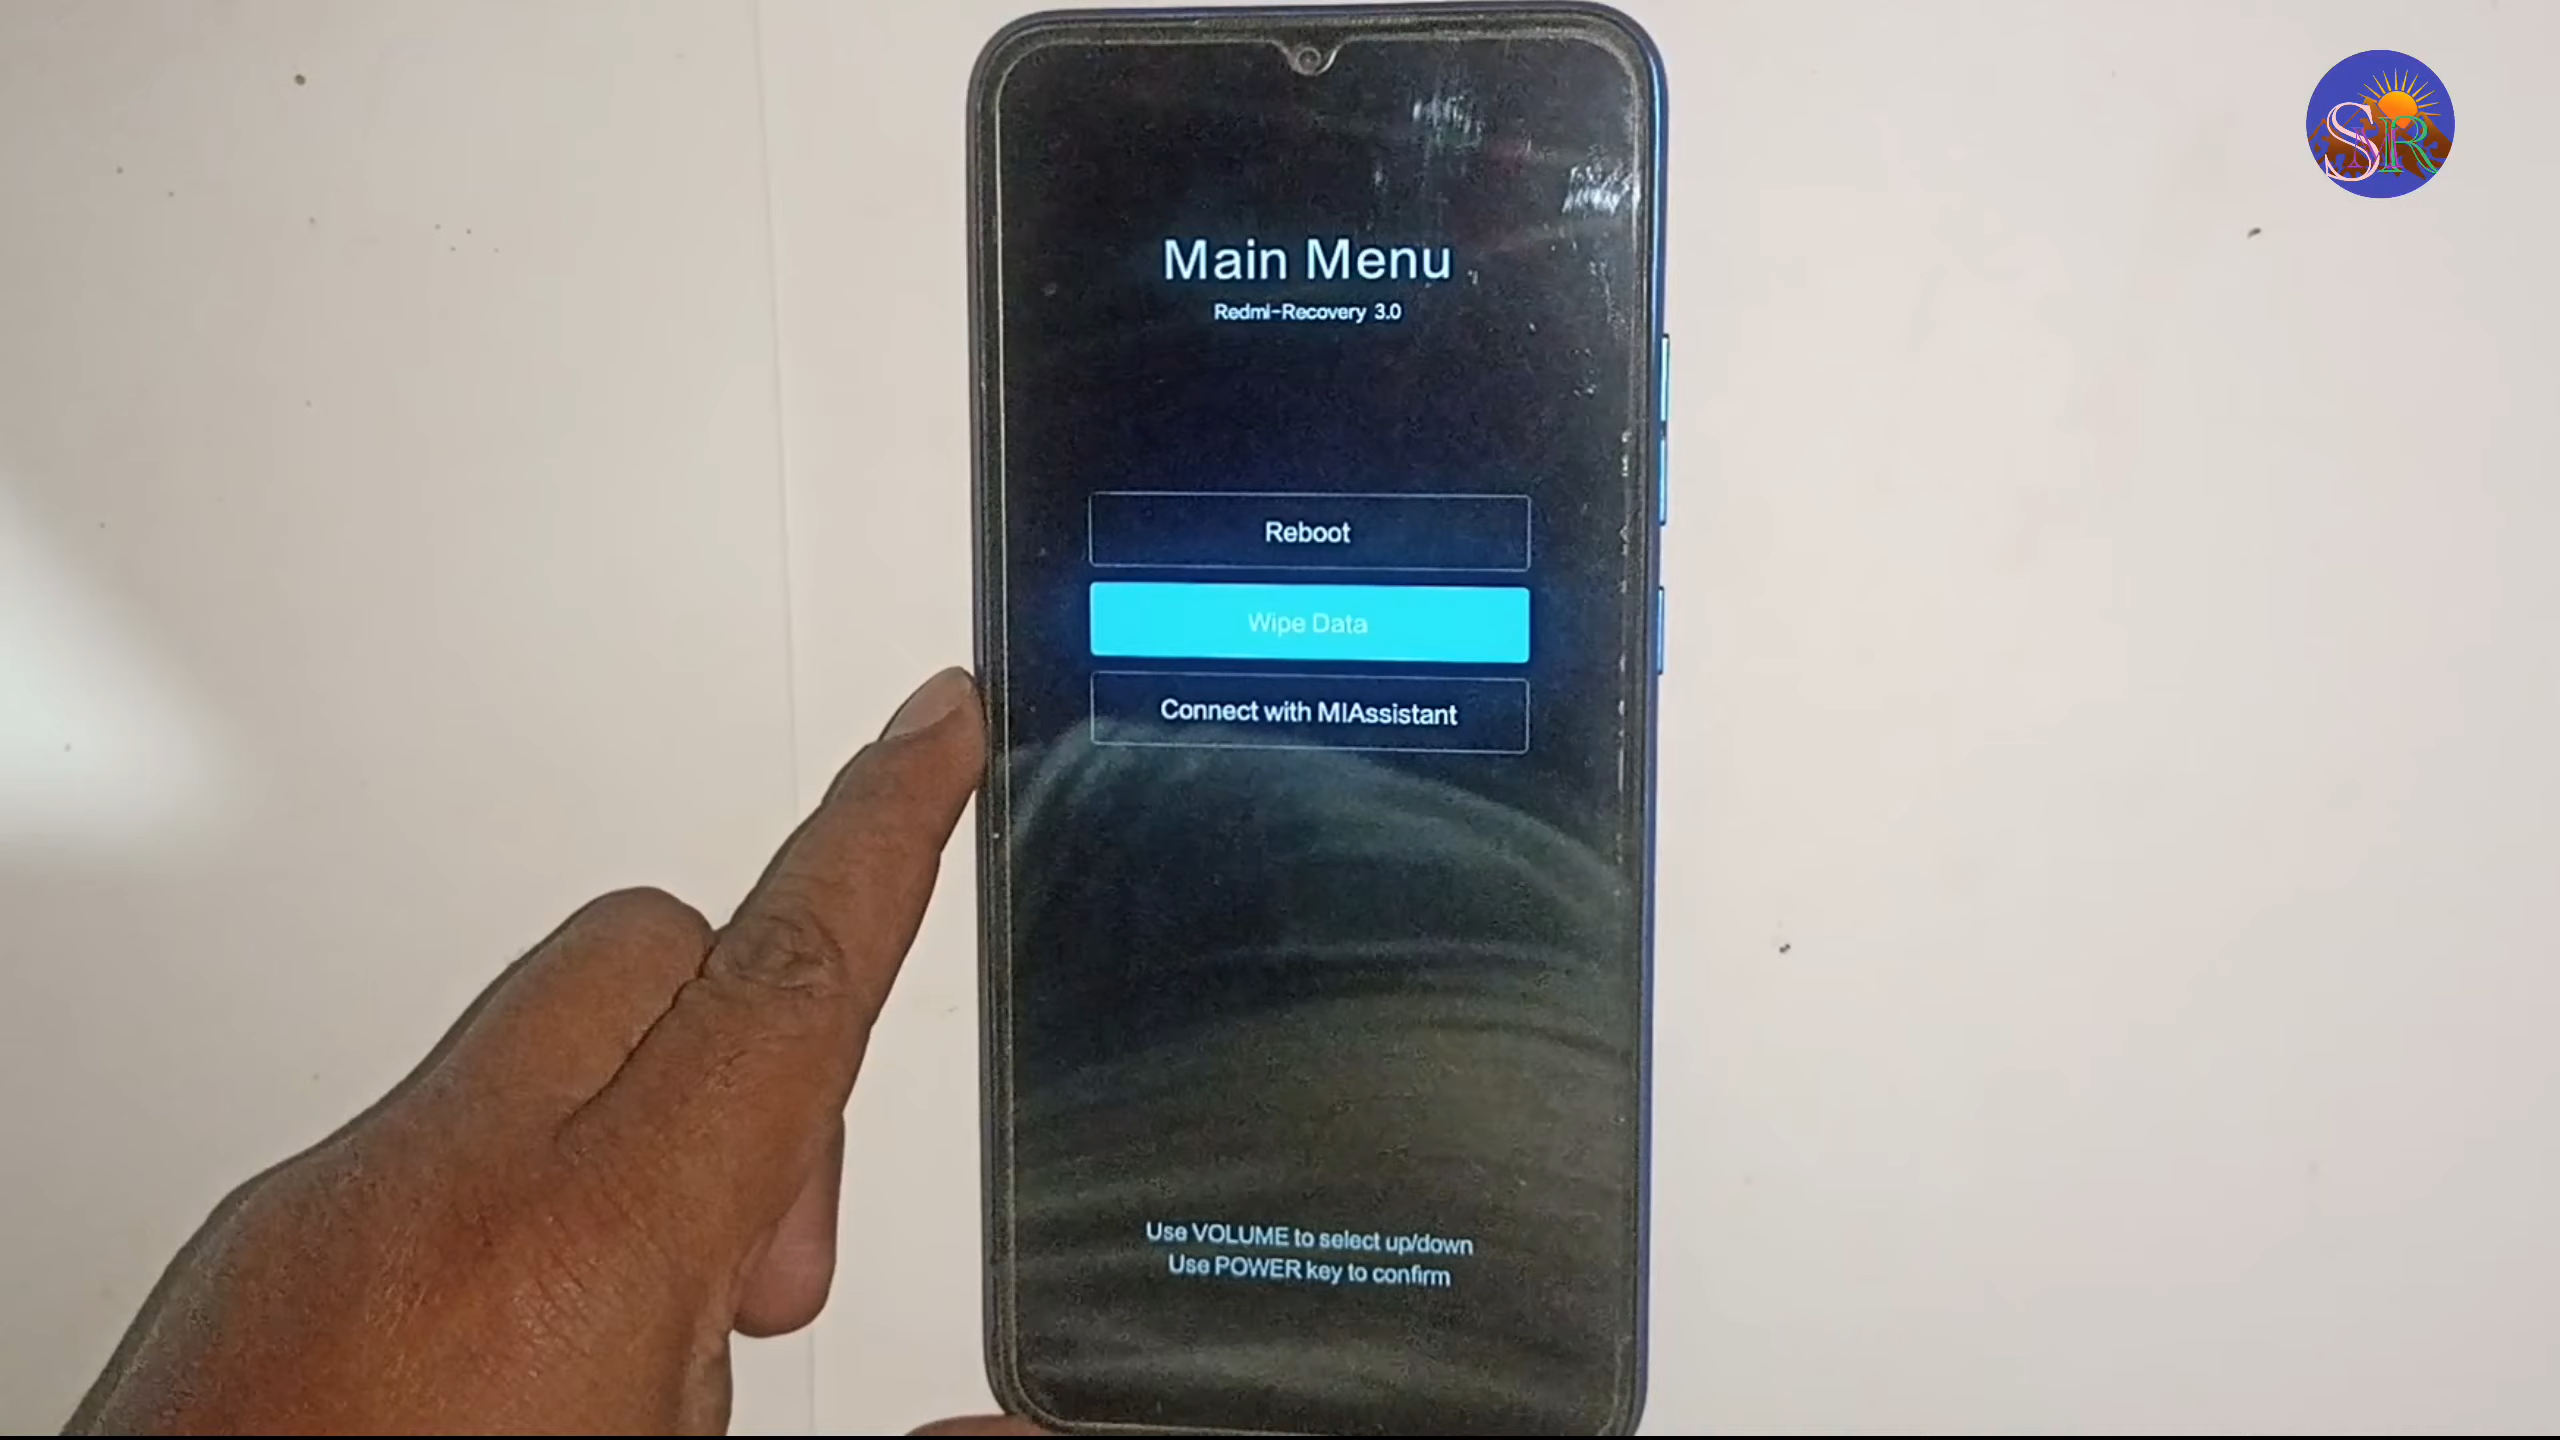 Main Menu
Redmi-Recovery 3.0
Reboot
Wipe Data
Connect with MIAssistant
Use VOLUME to select up/down
Use POWER key to confirm
SMR